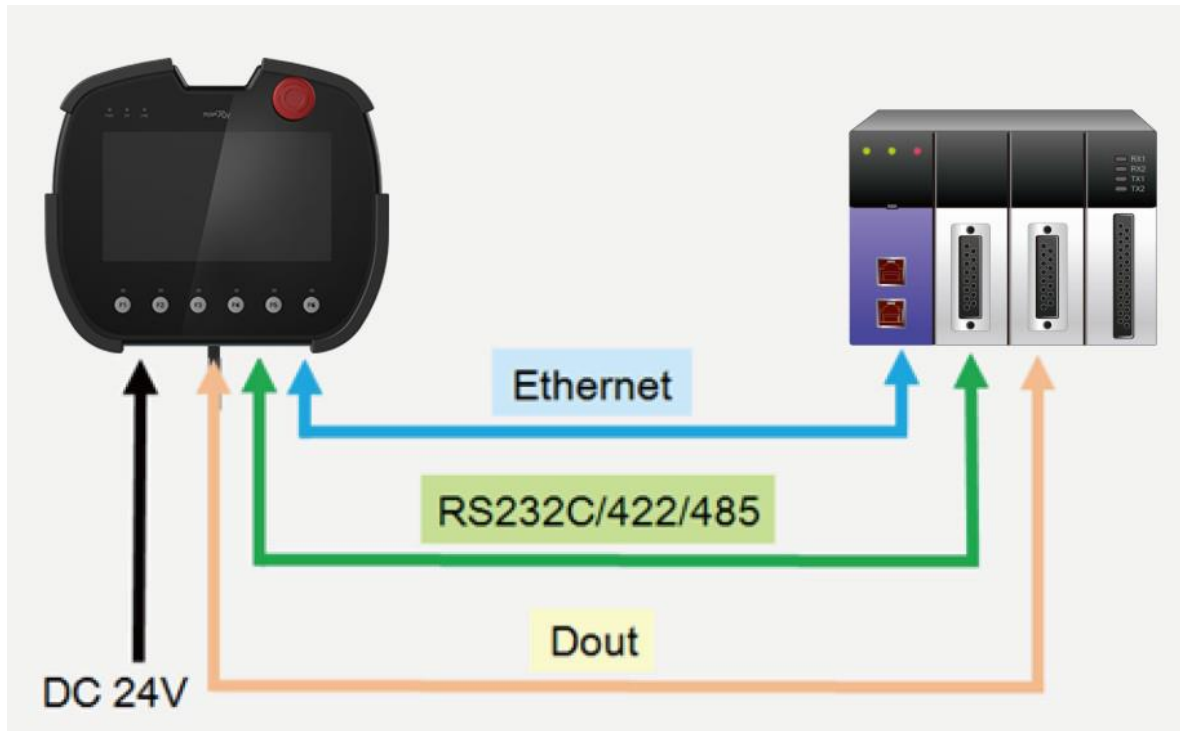 RX1
RX2
TX1
TX2
F1 F2 F3 F4 F5 F6
Ethernet
RS232C/422/485
Dout
DC 24V